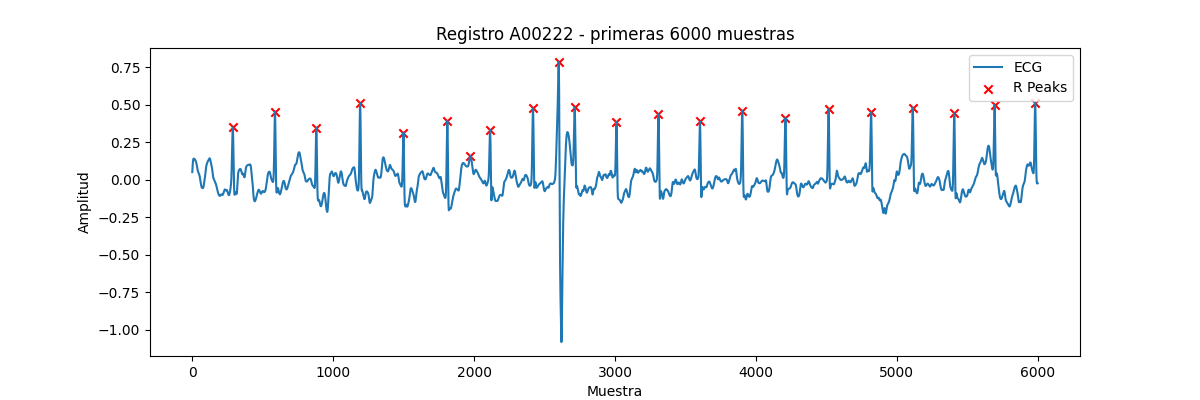 Registro A00222 - primeras 6000 muestras
ECG
R Peaks
Amplitud
0.75
0.50
0.25
0.00
−0.25
−0.50
−0.75
−1.00
0 1000 2000 3000 4000 5000 6000
Muestra